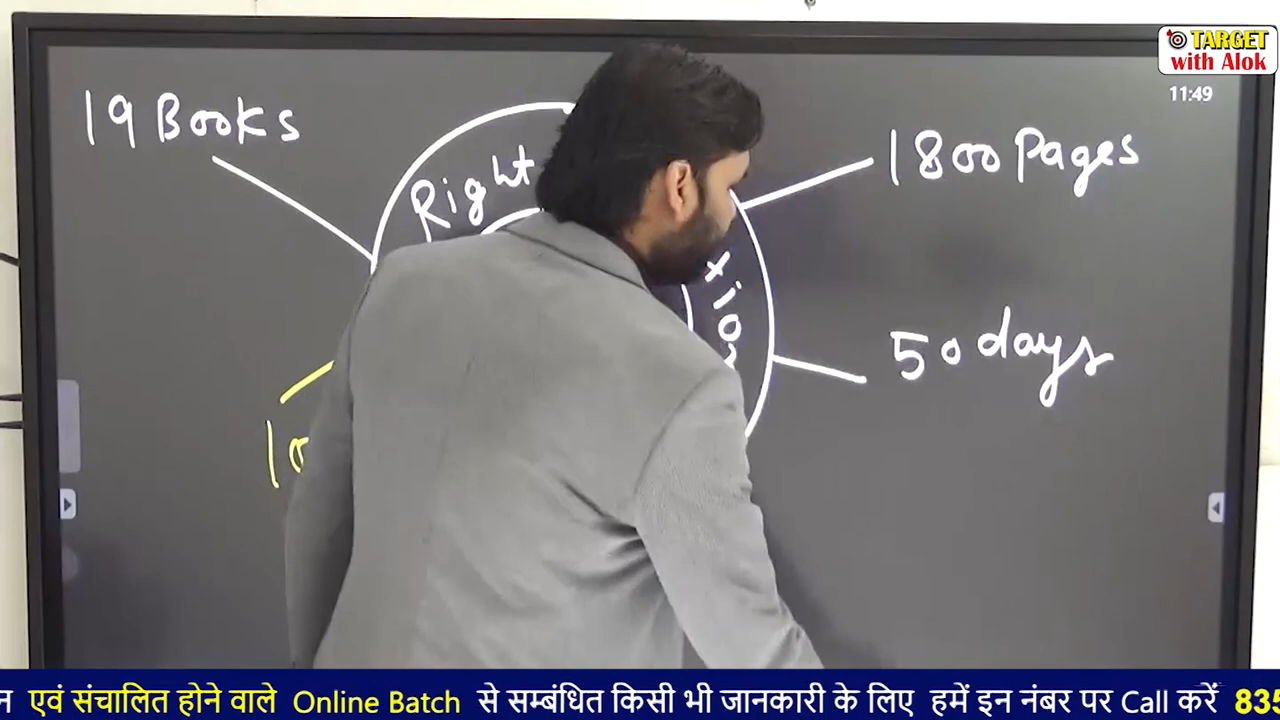 TARGET
with Alok
11:49
19 Books
Right
1800 Pages
50 days
एवं संचालित होने वाले Online Batch से सम्बंधित किसी भी जानकारी के लिए हमें इन नंबर पर Call करें 835